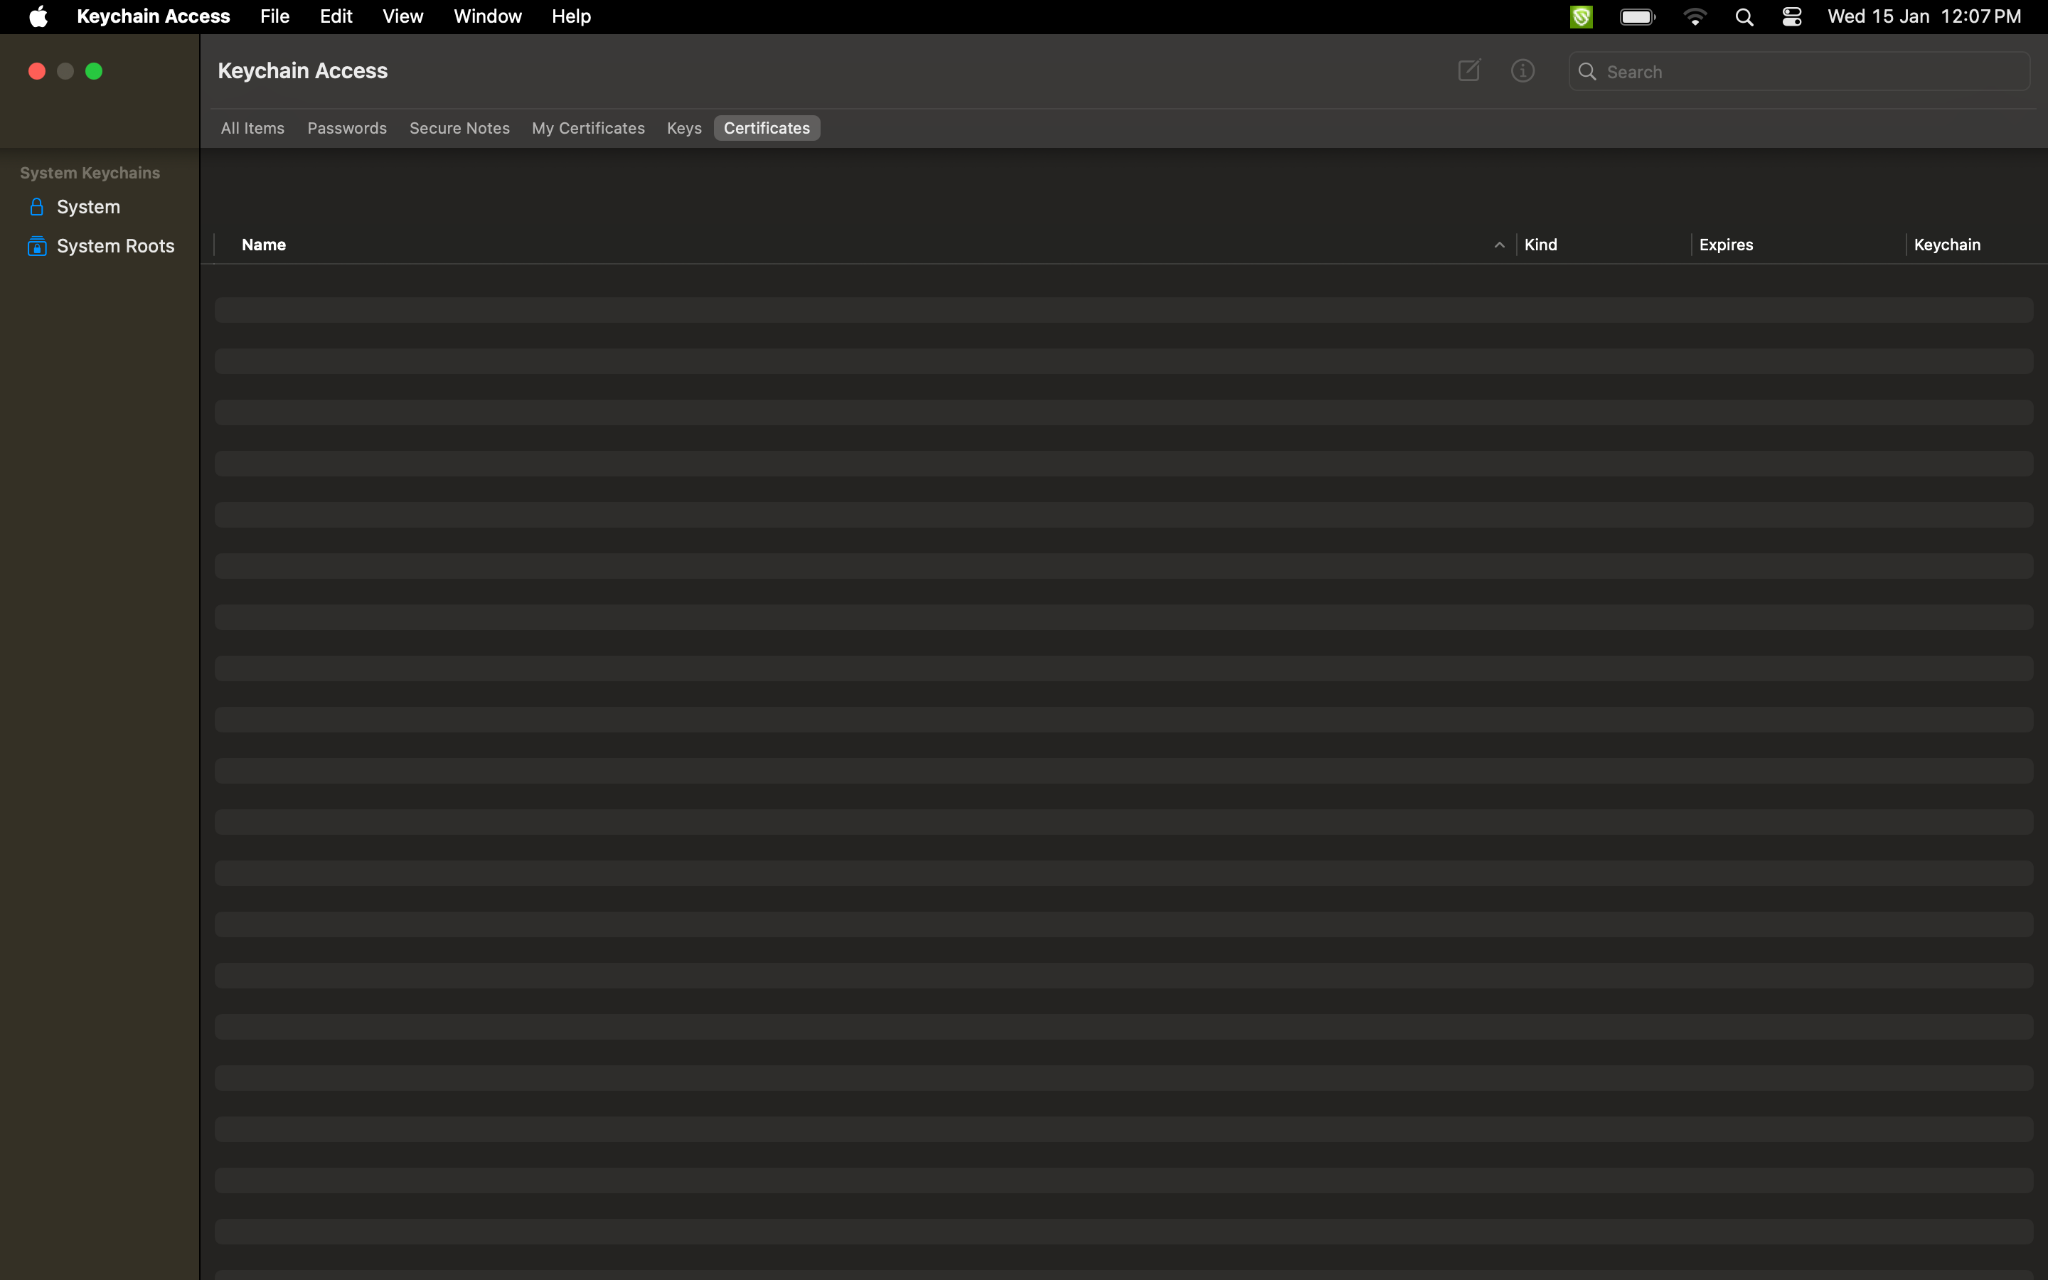 Keychain Access File Edit View Window Help Wed 15 Jan 12:07 PM
Keychain Access Search
All Items Passwords Secure Notes My Certificates Keys Certificates
System Keychains
System
System Roots
Name Kind Expires Keychain